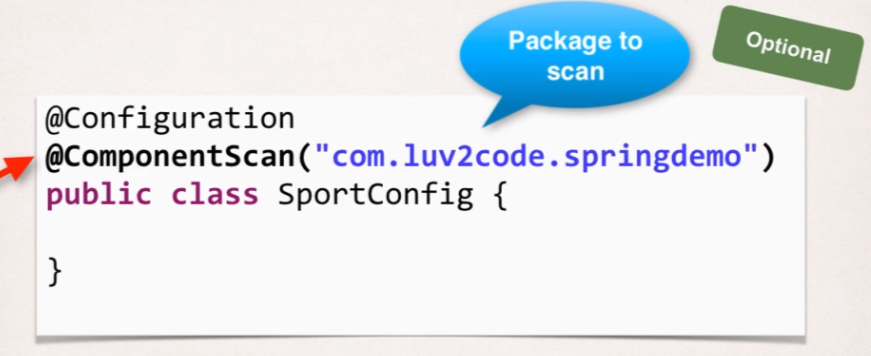 Package to
scan
Optional
@Configuration
@ComponentScan("com.luv2code.springdemo")
public class SportConfig {
}